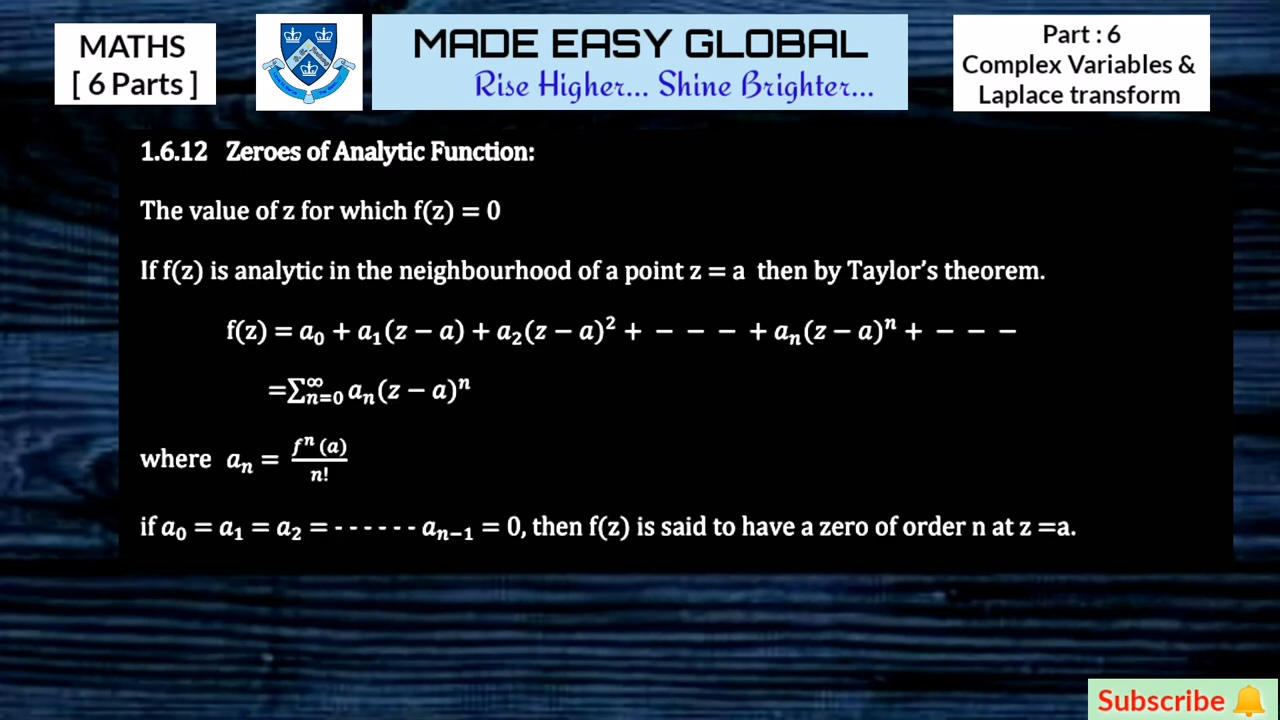 MATHS
[ 6 Parts ]
MADE EASY GLOBAL
Rise Higher... Shine Brighter...
Part : 6
Complex Variables &
Laplace transform
1.6.12 Zeroes of Analytic Function:
The value of z for which f(z) = 0
If f(z) is analytic in the neighbourhood of a point z = a then by Taylor's theorem.
f(z) = a₀ + a₁(z − a) + a₂(z − a)² + − − − + aₙ(z − a)ⁿ + − − −
=∑_{n=0}^{∞} aₙ(z − a)ⁿ
where aₙ = fⁿ(a)/n!
if a₀ = a₁ = a₂ = - - - - - - aₙ₋₁ = 0, then f(z) is said to have a zero of order n at z =a.
Subscribe 🔔